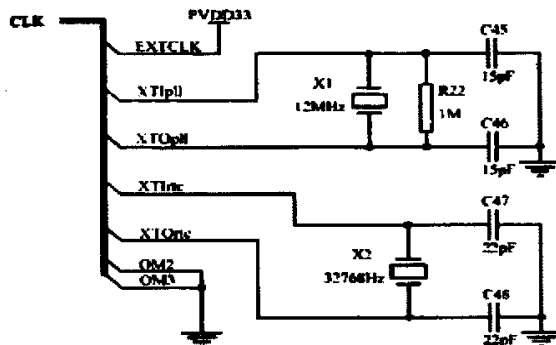 PVDD33
CLK
EXTCLK
C45
XTIpll
X1
12MHz
R22
1M
15pF
C46
XTOpll
15pF
XTIrtc
C47
XTOrtc
X2
32768Hz
22pF
OM2
OM3
C48
22pF